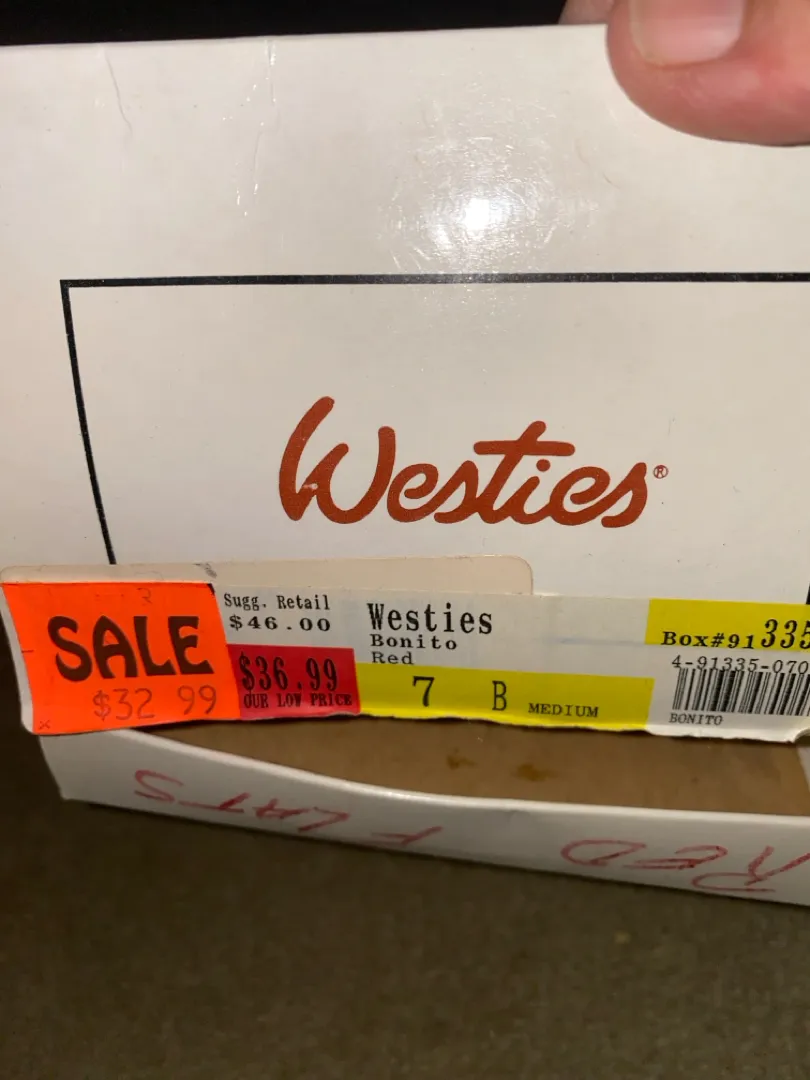 Westies®
SALE
$32 99
Sugg. Retail
$46.00
$36.99
OUR LOW PRICE
Westies
Bonito
Red
7 B MEDIUM
Box#91335
4-91335-070
BONITO
RED FLATS